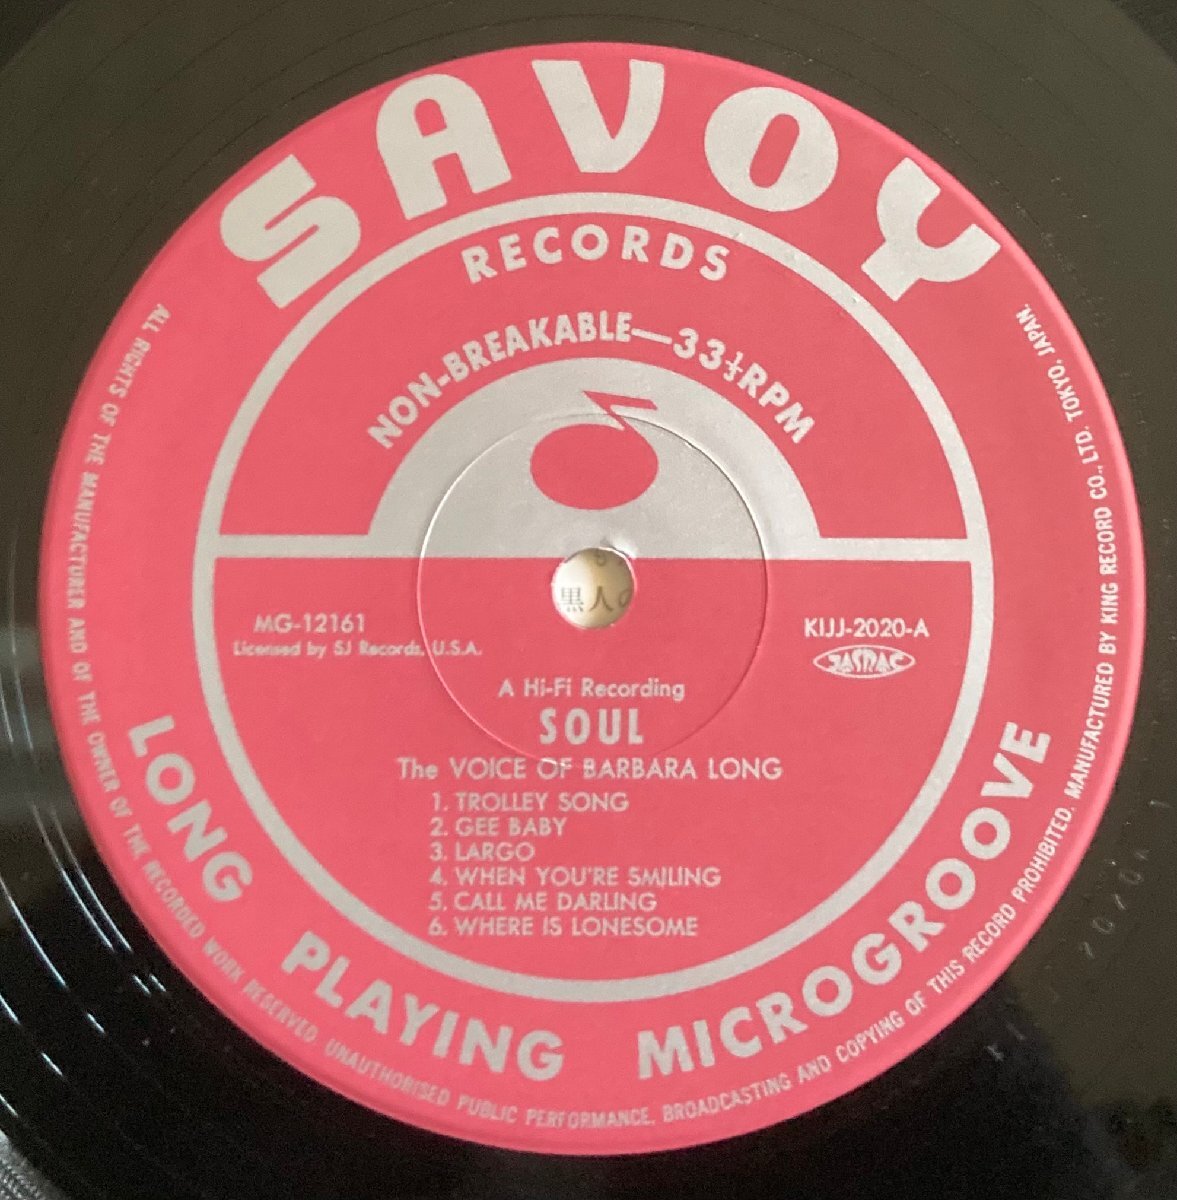 SAVOY
RECORDS
NON-BREAKABLE—33⅓RPM
黒人の
MG-12161
Licensed by SJ Records, U.S.A.
KIJJ-2020-A
JASRAC
A Hi-Fi Recording
SOUL
The VOICE OF BARBARA LONG
1. TROLLEY SONG
2. GEE BABY
3. LARGO
4. WHEN YOU'RE SMILING
5. CALL ME DARLING
6. WHERE IS LONESOME
LONG PLAYING MICROGROOVE
ALL RIGHTS OF THE MANUFACTURER AND OF THE OWNER OF THE RECORDED WORK RESERVED UNAUTHORISED PUBLIC PERFORMANCE, BROADCASTING AND COPYING OF THIS RECORD PROHIBITED. MANUFACTURED BY KING RECORD CO., LTD. TOKYO, JAPAN.